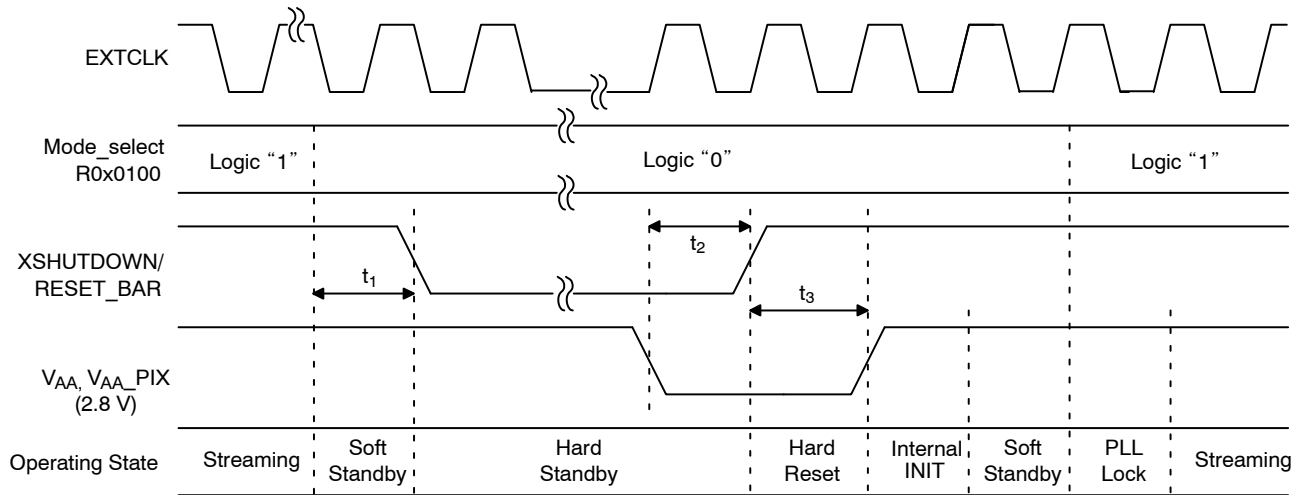 EXTCLK
Mode_select
R0x0100
Logic “1”
Logic “0”
Logic “1”
XSHUTDOWN/
RESET_BAR
t1
t2
t3
VAA, VAA_PIX
(2.8 V)
Operating State
Streaming
Soft
Standby
Hard
Standby
Hard
Reset
Internal
INIT
Soft
Standby
PLL
Lock
Streaming